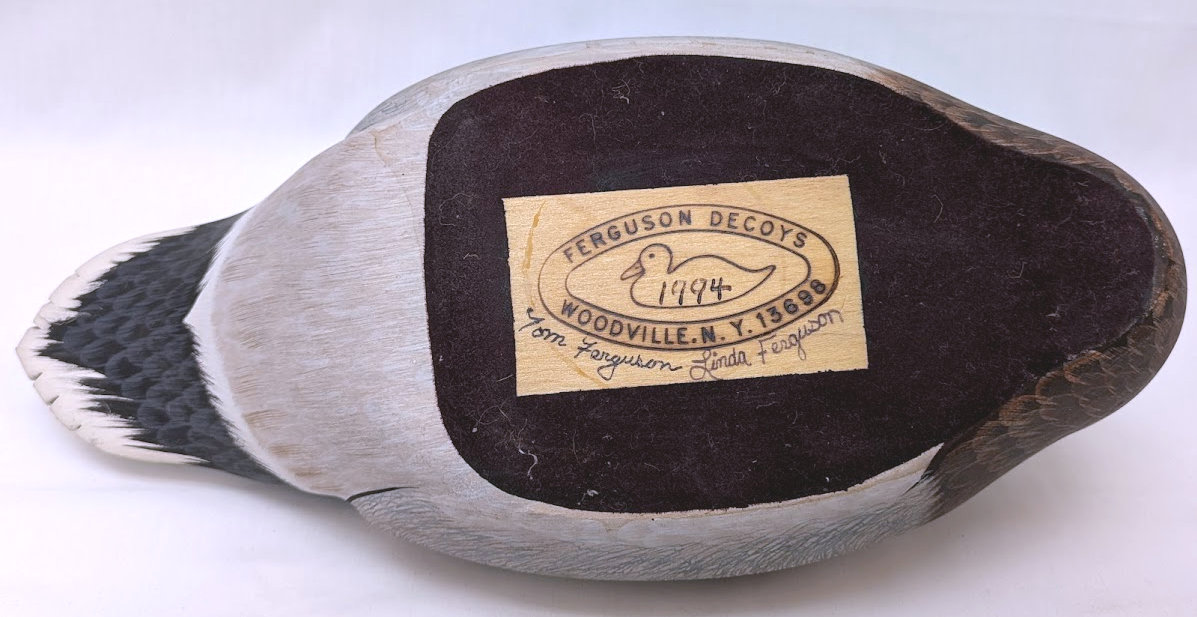 FERGUSON DECOYS
1994
WOODVILLE. N. Y. 13698
Tom Ferguson Linda Ferguson